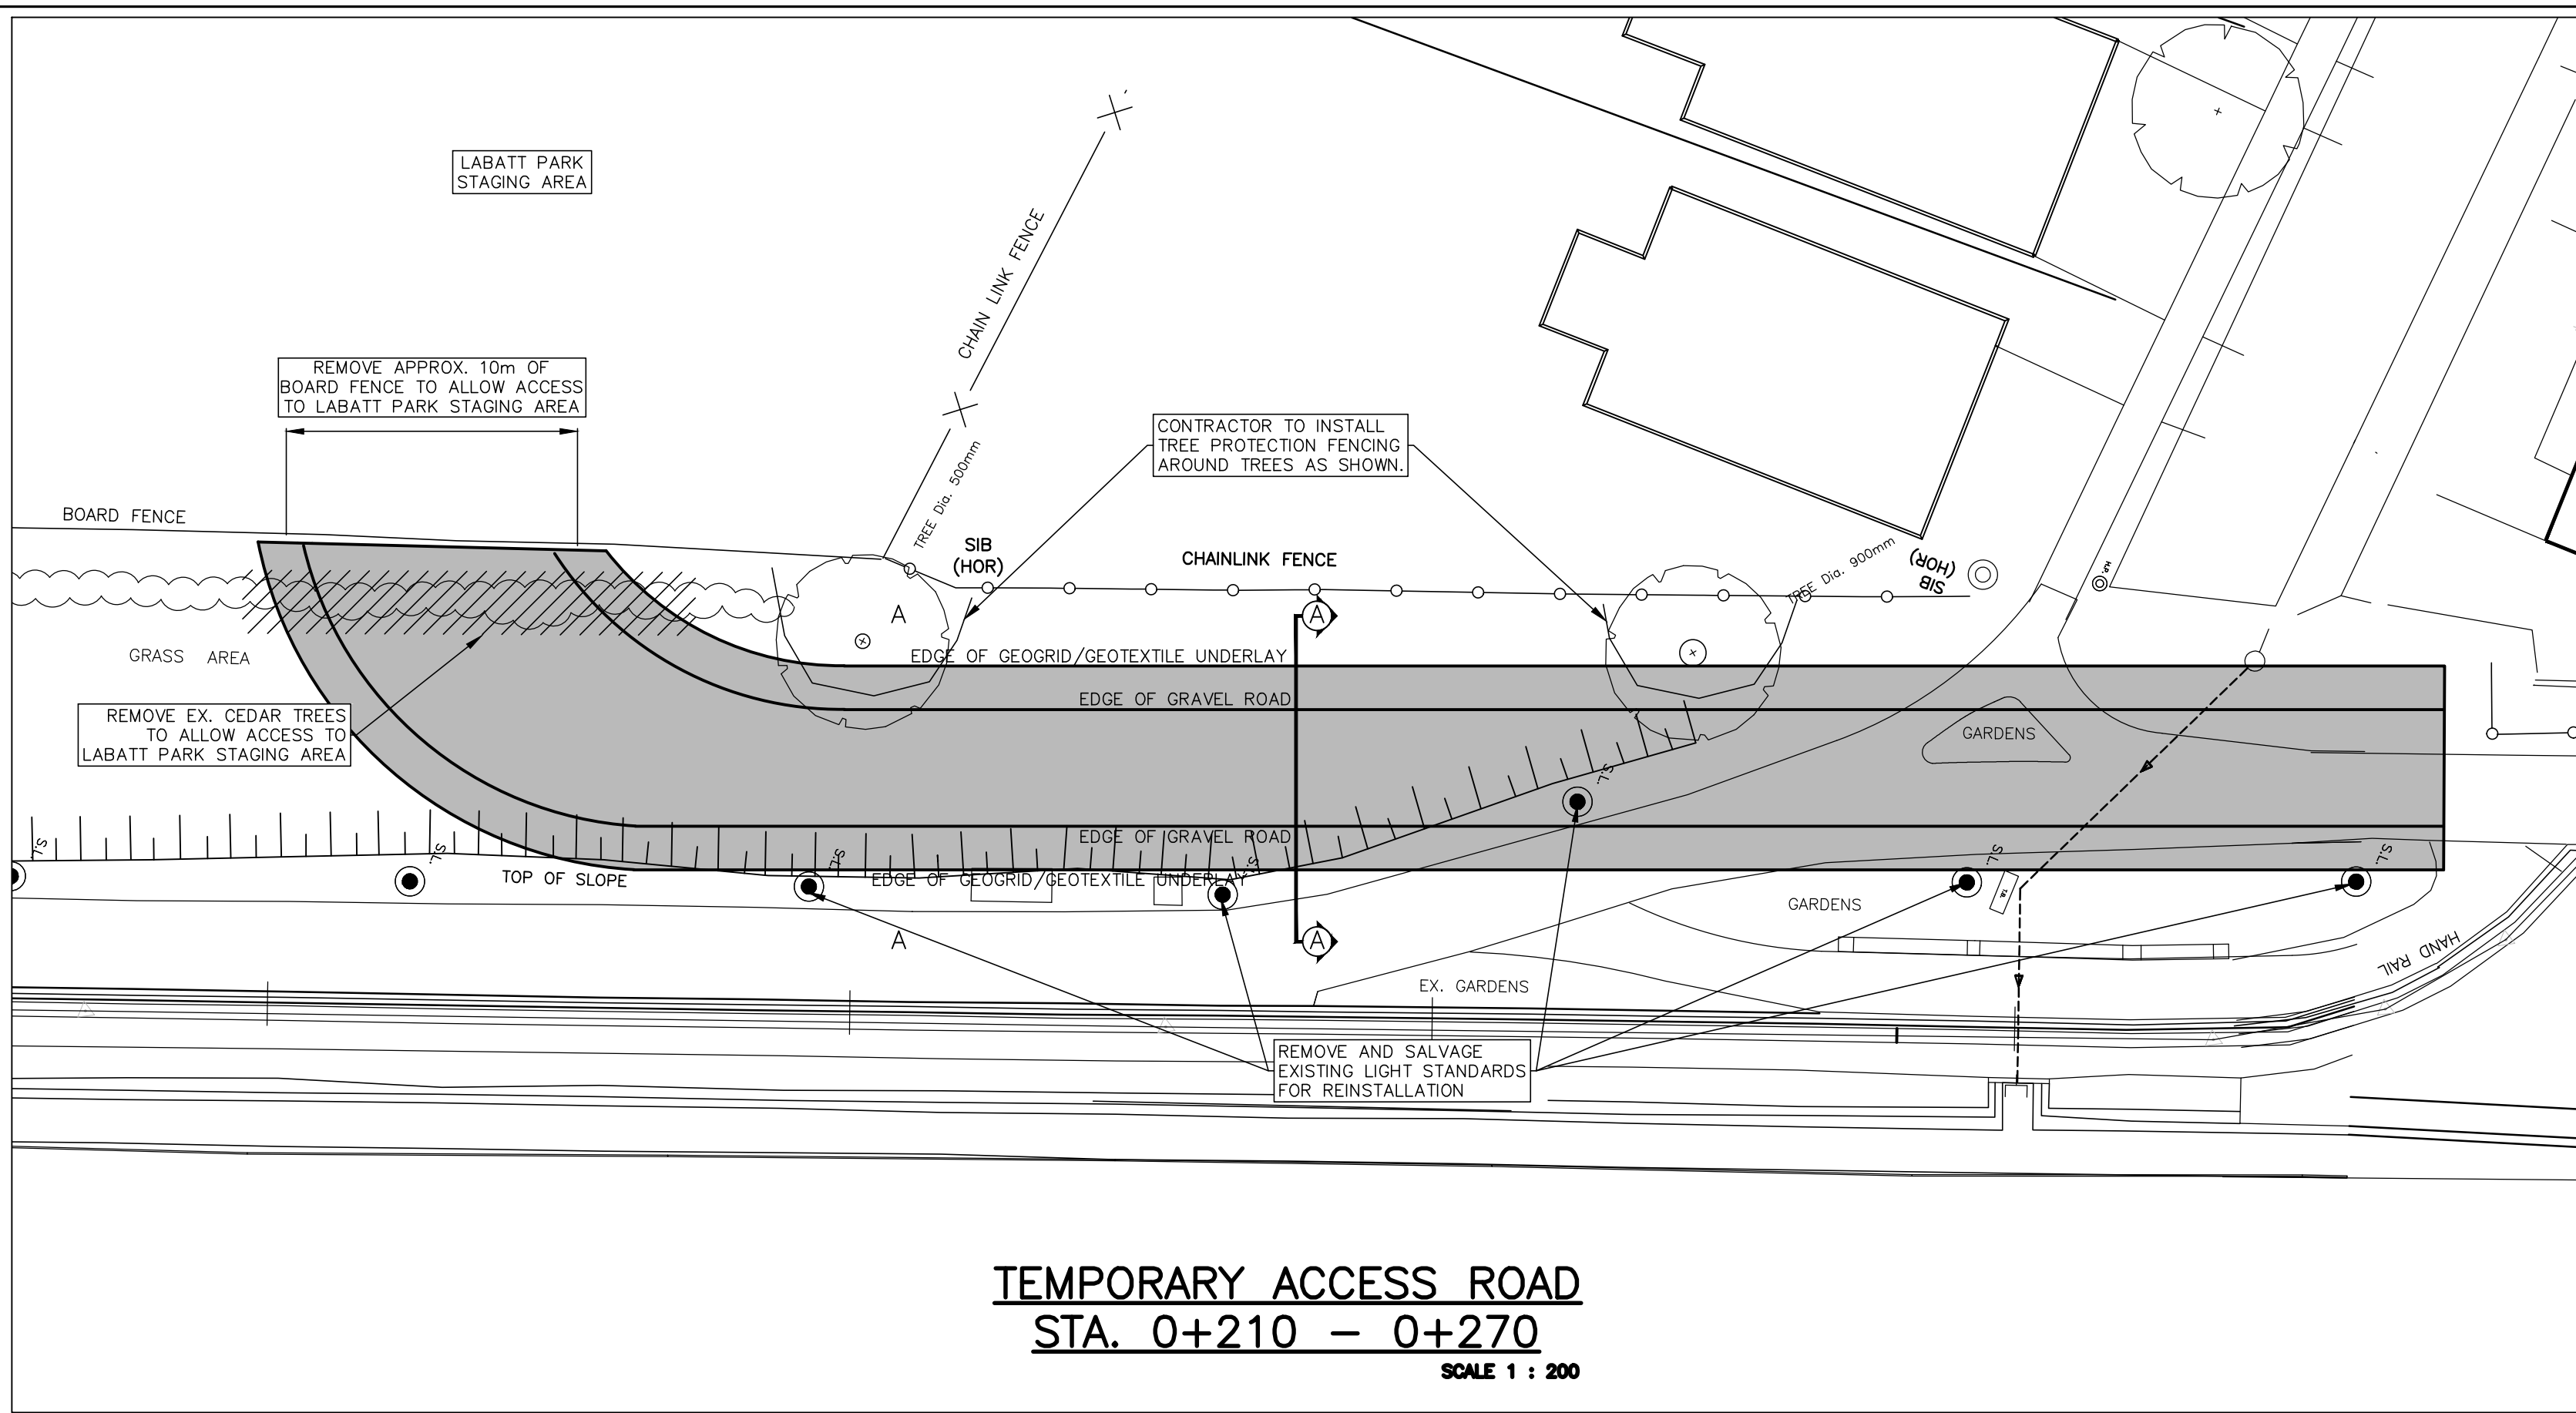 LABATT PARK
STAGING AREA
CHAIN LINK FENCE
REMOVE APPROX. 10m OF
BOARD FENCE TO ALLOW ACCESS
TO LABATT PARK STAGING AREA
CONTRACTOR TO INSTALL
TREE PROTECTION FENCING
AROUND TREES AS SHOWN.
TREE Dia. 500mm
BOARD FENCE
SIB
(HOR)
CHAINLINK FENCE
TREE Dia. 900mm
SIB
(HOR)
H.P.
A
A
GRASS AREA
EDGE OF GEOGRID/GEOTEXTILE UNDERLAY
EDGE OF GRAVEL ROAD
REMOVE EX. CEDAR TREES
TO ALLOW ACCESS TO
LABATT PARK STAGING AREA
GARDENS
S.L.
EDGE OF GRAVEL ROAD
S.L.
S.L.
S.L.
S.L.
S.L.
S.L.
TOP OF SLOPE
EDGE OF GEOGRID/GEOTEXTILE UNDERLAY
GARDENS
A
A
HAND RAIL
EX. GARDENS
REMOVE AND SALVAGE
EXISTING LIGHT STANDARDS
FOR REINSTALLATION
TEMPORARY ACCESS ROAD
STA. 0+210 - 0+270
SCALE 1 : 200